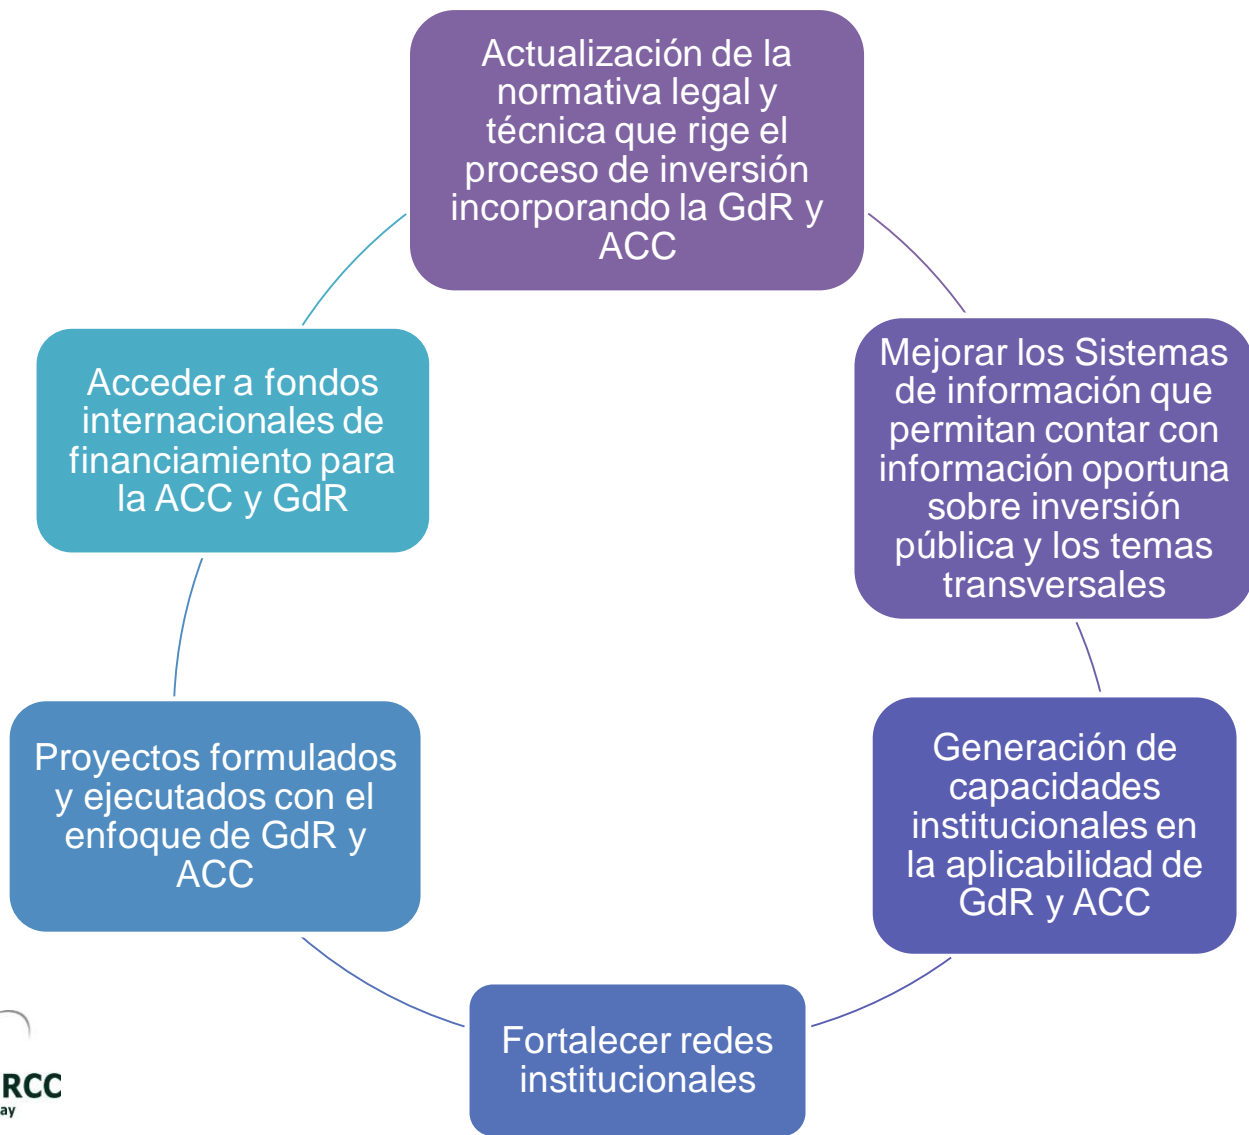 Actualización de la
normativa legal y
técnica que rige el
proceso de inversión
incorporando la GdR y
ACC
Mejorar los Sistemas
de información que
permitan contar con
información oportuna
sobre inversión
pública y los temas
transversales
Generación de
capacidades
institucionales en
la aplicabilidad de
GdR y ACC
Fortalecer redes
institucionales
Proyectos formulados
y ejecutados con el
enfoque de GdR y
ACC
Acceder a fondos
internacionales de
financiamiento para
la ACC y GdR
RCC
ay